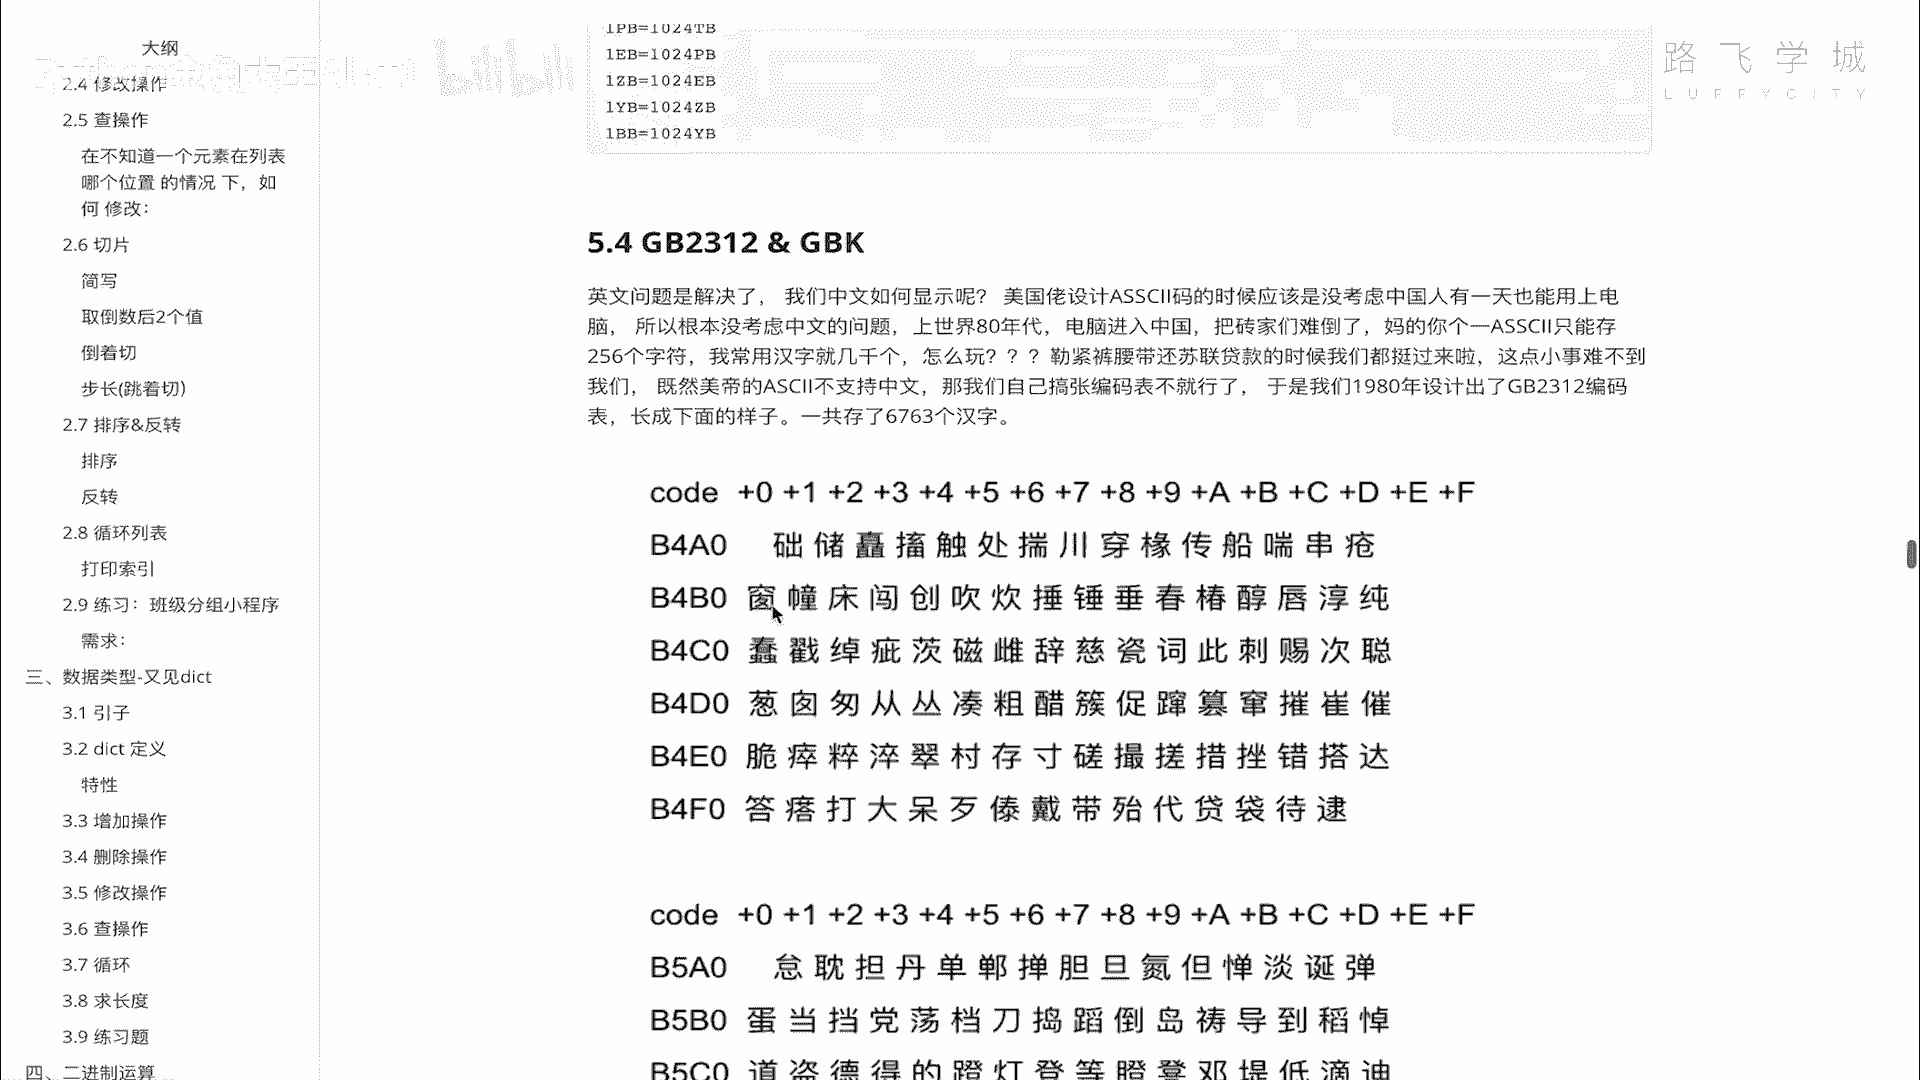 大纲
2.4 修改操作
2.5 查操作
在不知道一个元素在列表
哪个位置 的情况 下，如
何 修改：
2.6 切片
简写
取倒数后2个值
倒着切
步长(跳着切)
2.7 排序&反转
排序
反转
2.8 循环列表
打印索引
2.9 练习：班级分组小程序
需求：
三、数据类型-又见dict
3.1 引子
3.2 dict 定义
特性
3.3 增加操作
3.4 删除操作
3.5 修改操作
3.6 查操作
3.7 循环
3.8 求长度
3.9 练习题
四、二进制运算
bilibili
路飞学城
LUFFYCITY
1PB=1024TB
1EB=1024PB
1ZB=1024EB
1YB=1024ZB
1BB=1024YB
5.4 GB2312 & GBK
英文问题是解决了， 我们中文如何显示呢？ 美国佬设计ASSCII码的时候应该是没考虑中国人有一天也能用上电
脑， 所以根本没考虑中文的问题，上世界80年代，电脑进入中国，把砖家们难倒了，妈的你个一ASSCII只能存
256个字符，我常用汉字就几千个，怎么玩？？？勒紧裤腰带还苏联贷款的时候我们都挺过来啦，这点小事难不到
我们， 既然美帝的ASCII不支持中文，那我们自己搞张编码表不就行了， 于是我们1980年设计出了GB2312编码
表，长成下面的样子。一共存了6763个汉字。
code +0 +1 +2 +3 +4 +5 +6 +7 +8 +9 +A +B +C +D +E +F
B4A0 础 储 矗 搐 触 处 揣 川 穿 椽 传 船 喘 串 疮
B4B0 窗 幢 床 闯 创 吹 炊 捶 锤 垂 春 椿 醇 唇 淳 纯
B4C0 蠢 戳 绰 疵 茨 磁 雌 辞 慈 瓷 词 此 刺 赐 次 聪
B4D0 葱 囱 匆 从 丛 凑 粗 醋 簇 促 蹿 篡 窜 摧 崔 催
B4E0 脆 瘁 粹 淬 翠 村 存 寸 磋 撮 搓 措 挫 错 搭 达
B4F0 答 瘩 打 大 呆 歹 傣 戴 带 殆 代 贷 袋 待 逮
code +0 +1 +2 +3 +4 +5 +6 +7 +8 +9 +A +B +C +D +E +F
B5A0 怠 耽 担 丹 单 郸 掸 胆 旦 氮 但 惮 淡 诞 弹
B5B0 蛋 当 挡 党 荡 档 刀 捣 蹈 倒 岛 祷 导 到 稻 悼
B5C0 道 盗 德 得 的 蹬 灯 登 等 瞪 凳 邓 堤 低 滴 迪